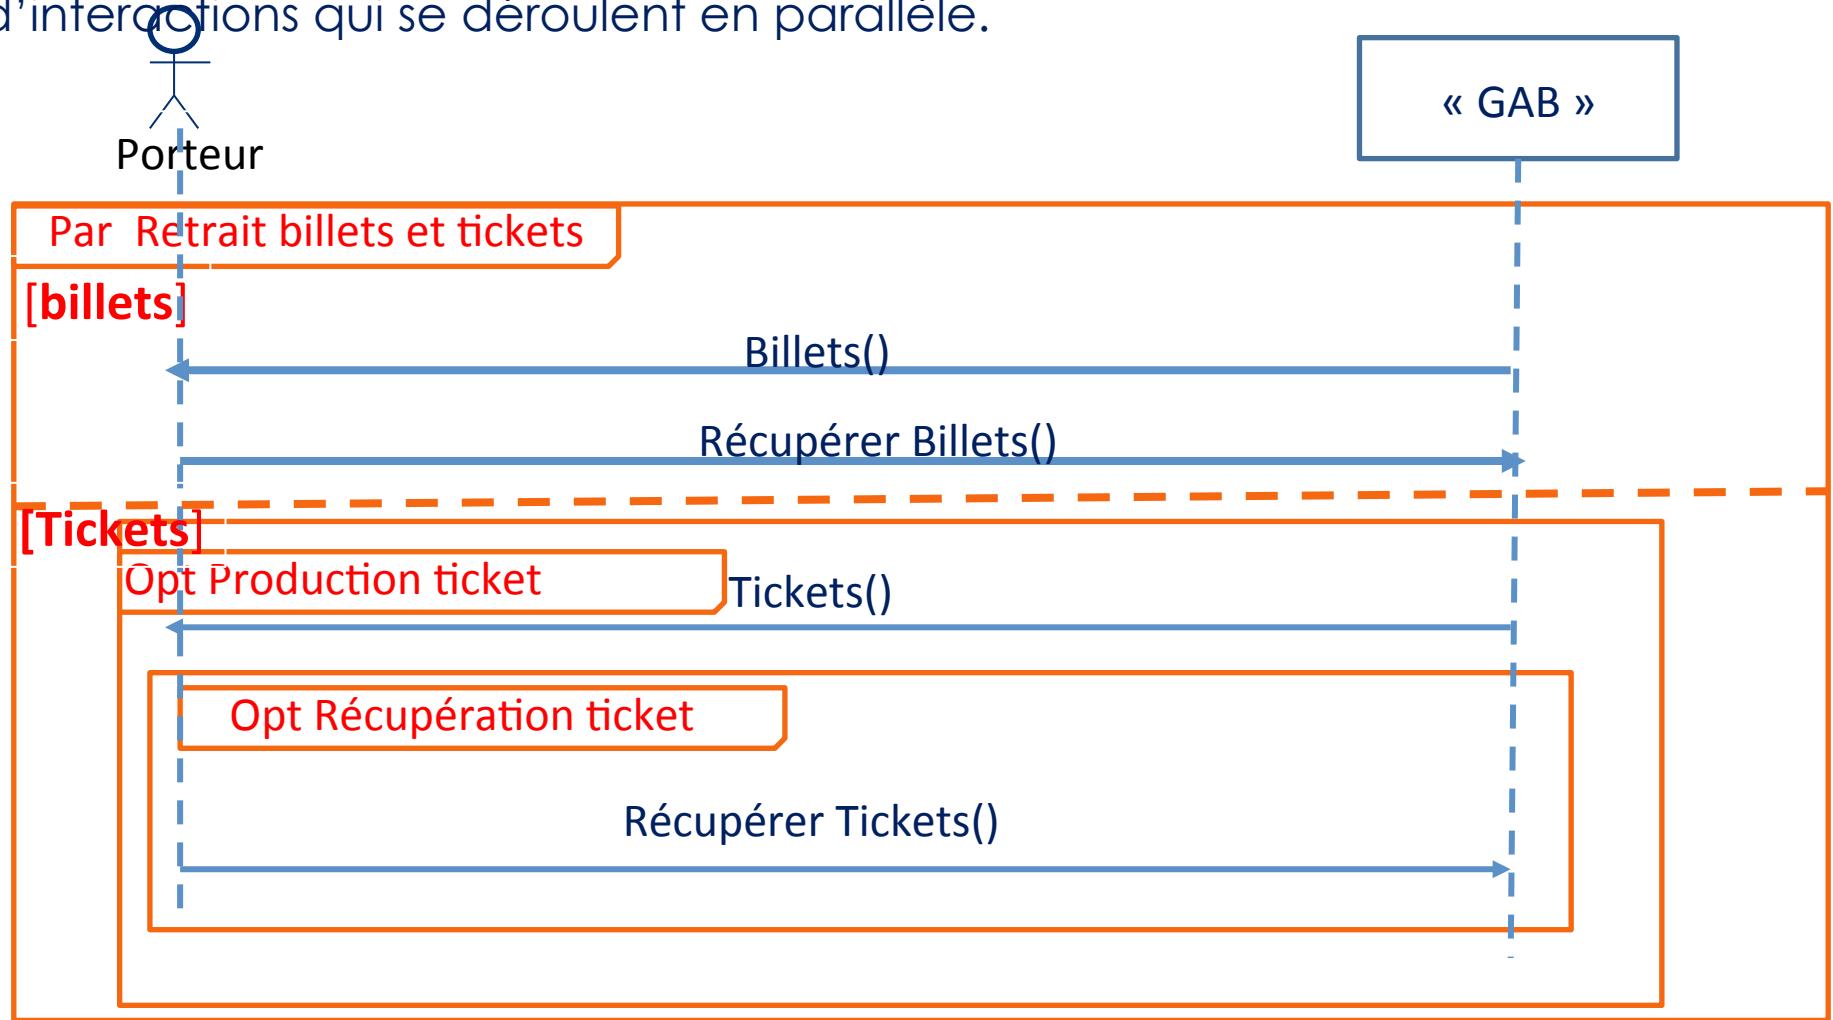 d’interactions qui se déroulent en parallèle.
« GAB »
Porteur
Par Retrait billets et tickets
[billets]
Billets()
Récupérer Billets()
[Tickets]
Opt Production ticket
Tickets()
Opt Récupération ticket
Récupérer Tickets()